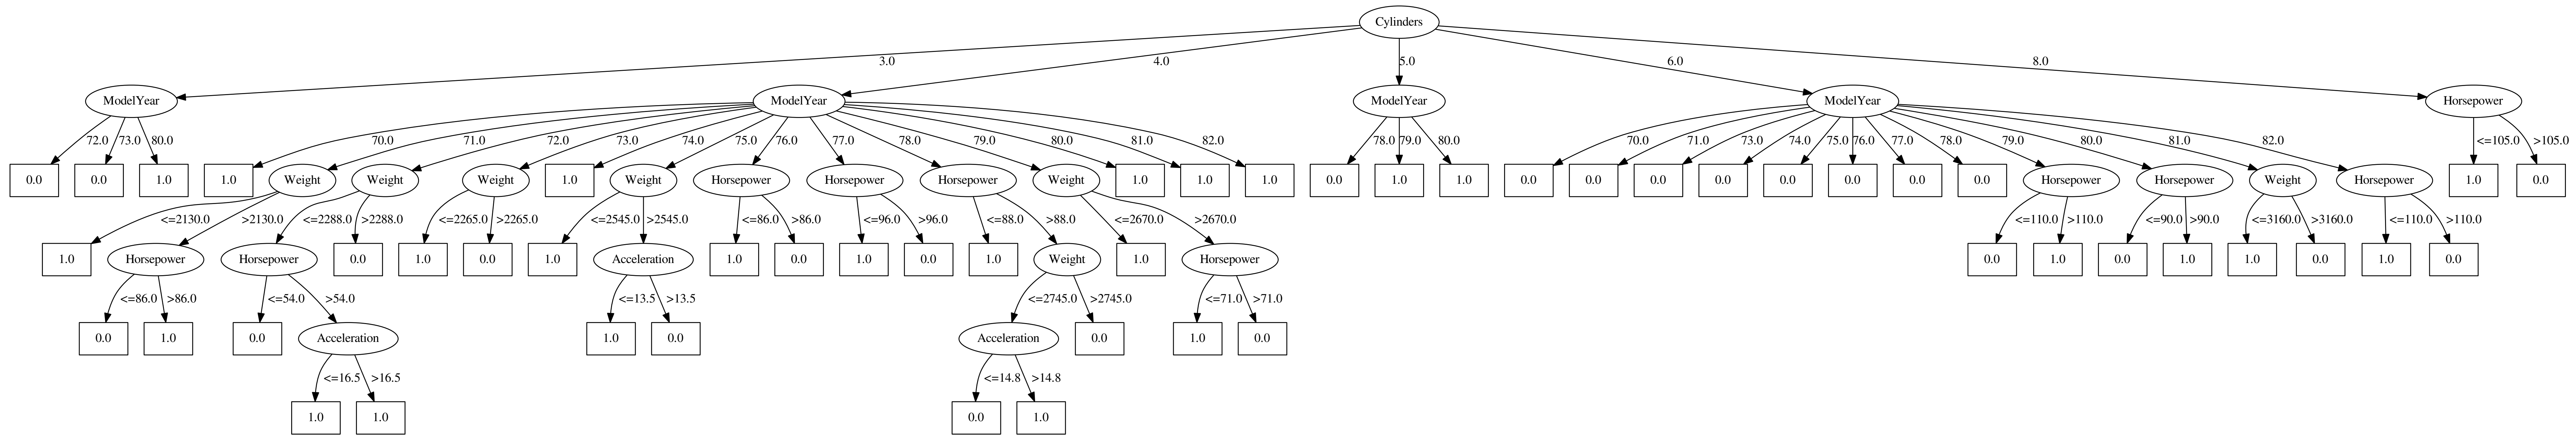 Cylinders
3.0 4.0 5.0 6.0 8.0
ModelYear ModelYear ModelYear ModelYear Horsepower
72.0 73.0 80.0 70.0 71.0 72.0 73.0 74.0 75.0 76.0 77.0 78.0 79.0 80.0 81.0 82.0 78.0 79.0 80.0 70.0 71.0 73.0 74.0 75.0 76.0 77.0 78.0 79.0 80.0 81.0 82.0 <=105.0 >105.0
0.0 0.0 1.0 1.0 Weight Weight Weight 1.0 Weight Horsepower Horsepower Horsepower Weight 1.0 1.0 1.0 0.0 1.0 1.0 0.0 0.0 0.0 0.0 0.0 0.0 0.0 0.0 Horsepower Horsepower Weight Horsepower 1.0 0.0
<=2130.0 >2130.0 <=2288.0 >2288.0 <=2265.0 >2265.0 <=2545.0 >2545.0 <=86.0 >86.0 <=96.0 >96.0 <=88.0 >88.0 <=2670.0 >2670.0 <=110.0 >110.0 <=90.0 >90.0 <=3160.0 >3160.0 <=110.0 >110.0
1.0 Horsepower Horsepower 0.0 1.0 0.0 1.0 Acceleration 1.0 0.0 1.0 0.0 1.0 Weight 1.0 Horsepower 0.0 1.0 0.0 1.0 1.0 0.0 1.0 0.0
<=86.0 >86.0 <=54.0 >54.0 <=13.5 >13.5 <=2745.0 >2745.0 <=71.0 >71.0
0.0 1.0 0.0 Acceleration 1.0 0.0 Acceleration 0.0 1.0 0.0
<=16.5 >16.5 <=14.8 >14.8
1.0 1.0 0.0 1.0